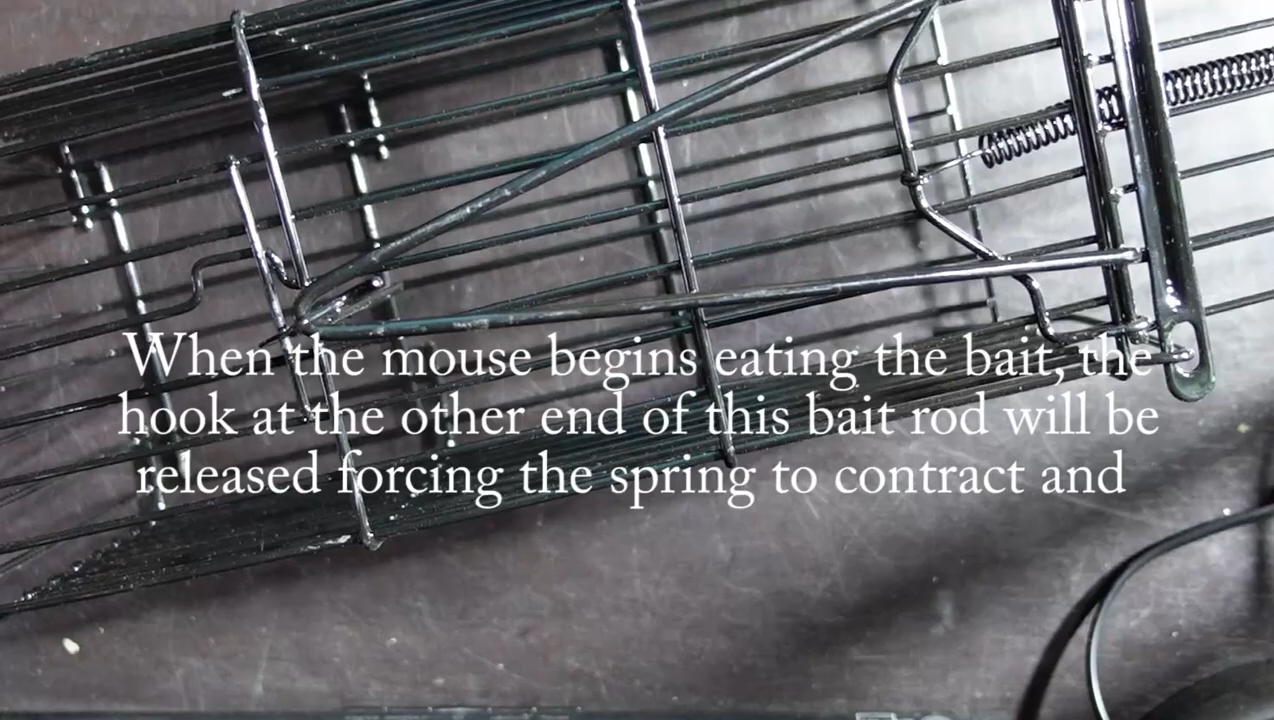 When the mouse begins eating the bait, the
hook at the other end of this bait rod will be
released forcing the spring to contract and